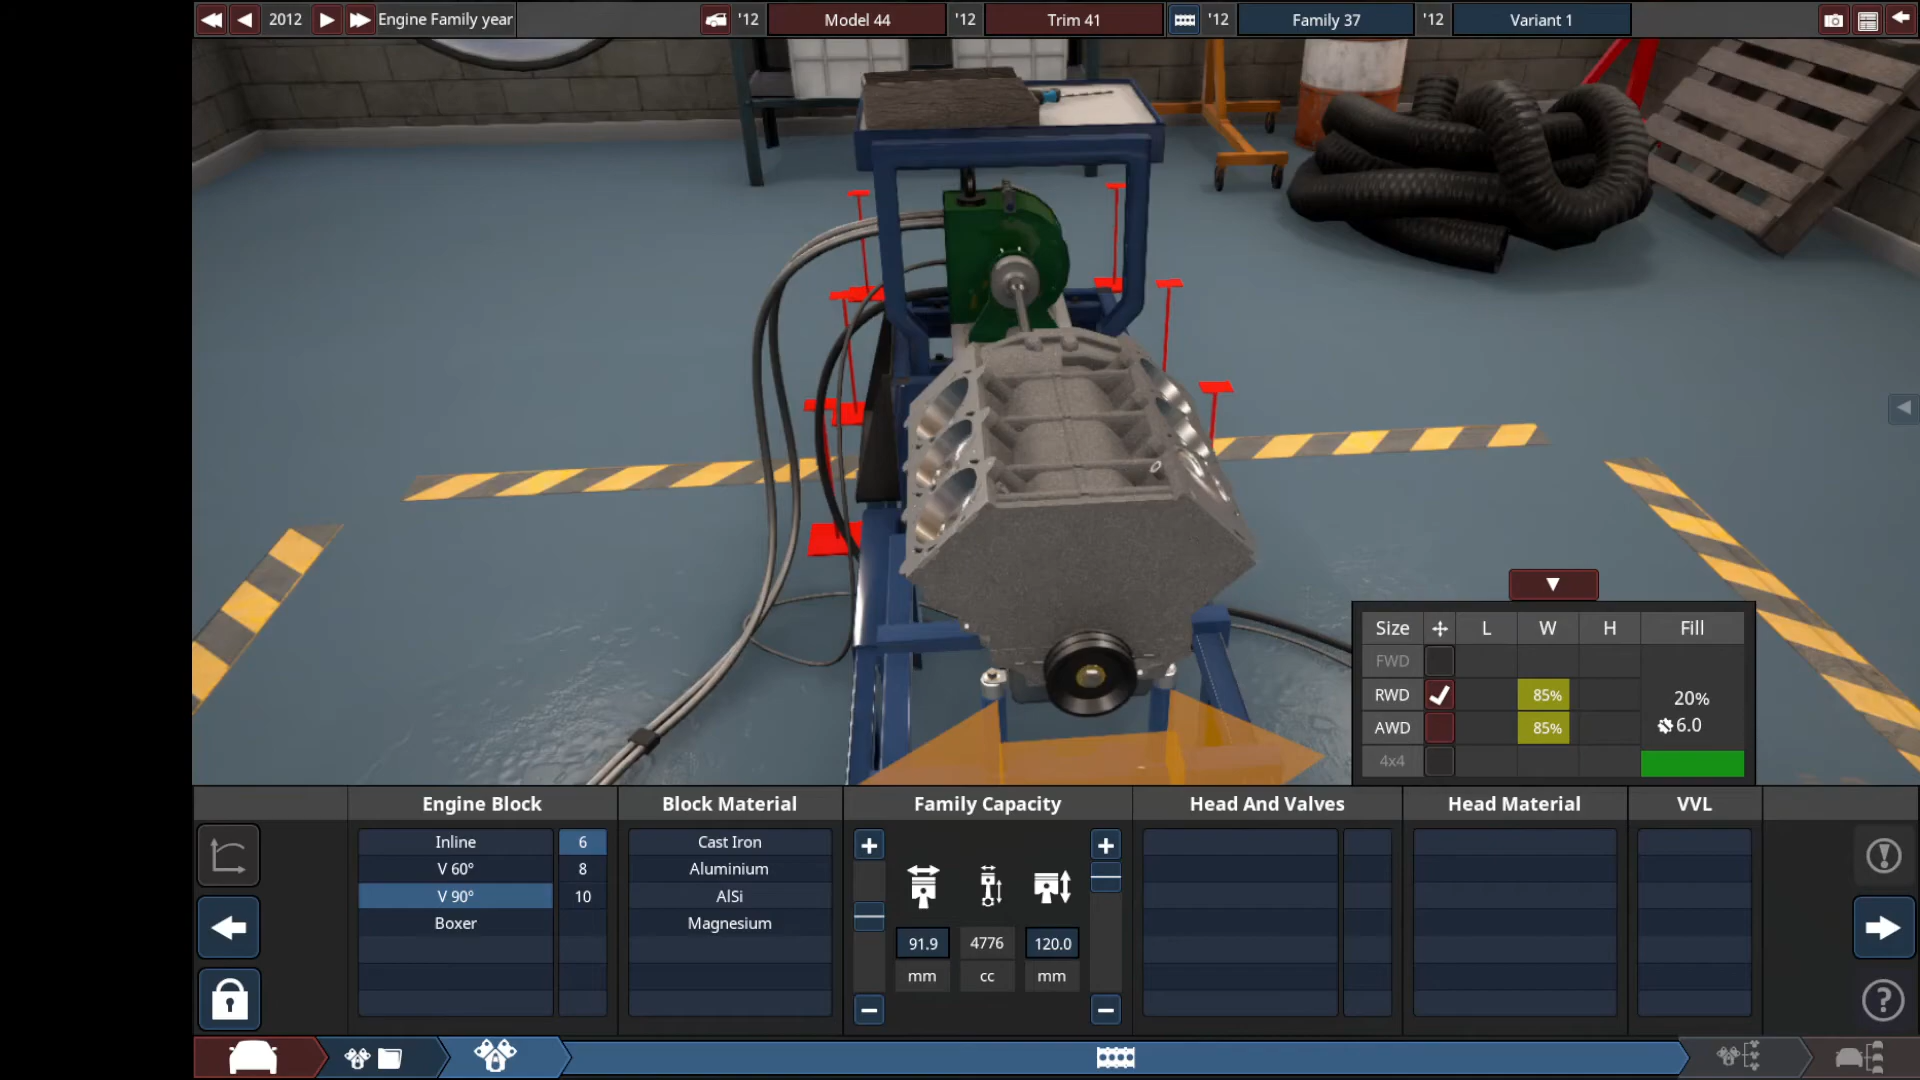 2012
Engine Family year
'12
Model 44
'12
Trim 41
'12
Family 37
'12
Variant 1
Size
L
W
H
Fill
FWD
RWD
85%
20%
6.0
AWD
85%
4x4
Engine Block
Block Material
Family Capacity
Head And Valves
Head Material
VVL
Inline
6
V 60°
8
V 90°
10
Boxer
Cast Iron
Aluminium
AlSi
Magnesium
91.9
4776
120.0
mm
cc
mm